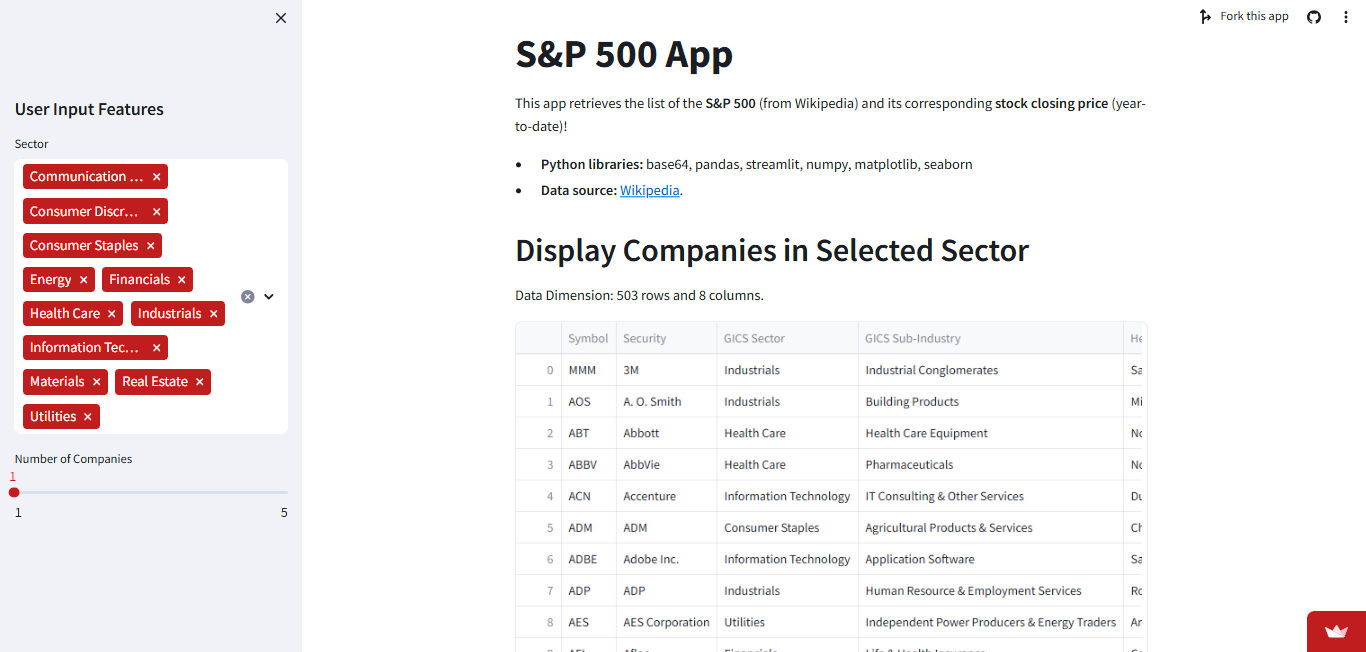 Fork this app
User Input Features
Sector
Communication ...
Consumer Discr...
Consumer Staples
Energy Financials
Health Care Industrials
Information Tec...
Materials Real Estate
Utilities
Number of Companies
1
1 5
S&P 500 App
This app retrieves the list of the S&P 500 (from Wikipedia) and its corresponding stock closing price (year-
to-date)!
• Python libraries: base64, pandas, streamlit, numpy, matplotlib, seaborn
• Data source: Wikipedia.
Display Companies in Selected Sector
Data Dimension: 503 rows and 8 columns.
Symbol Security GICS Sector GICS Sub-Industry He
0 MMM 3M Industrials Industrial Conglomerates Sa
1 AOS A. O. Smith Industrials Building Products Mi
2 ABT Abbott Health Care Health Care Equipment No
3 ABBV AbbVie Health Care Pharmaceuticals No
4 ACN Accenture Information Technology IT Consulting & Other Services Du
5 ADM ADM Consumer Staples Agricultural Products & Services Ch
6 ADBE Adobe Inc. Information Technology Application Software Sa
7 ADP ADP Industrials Human Resource & Employment Services Ro
8 AES AES Corporation Utilities Independent Power Producers & Energy Traders Ar